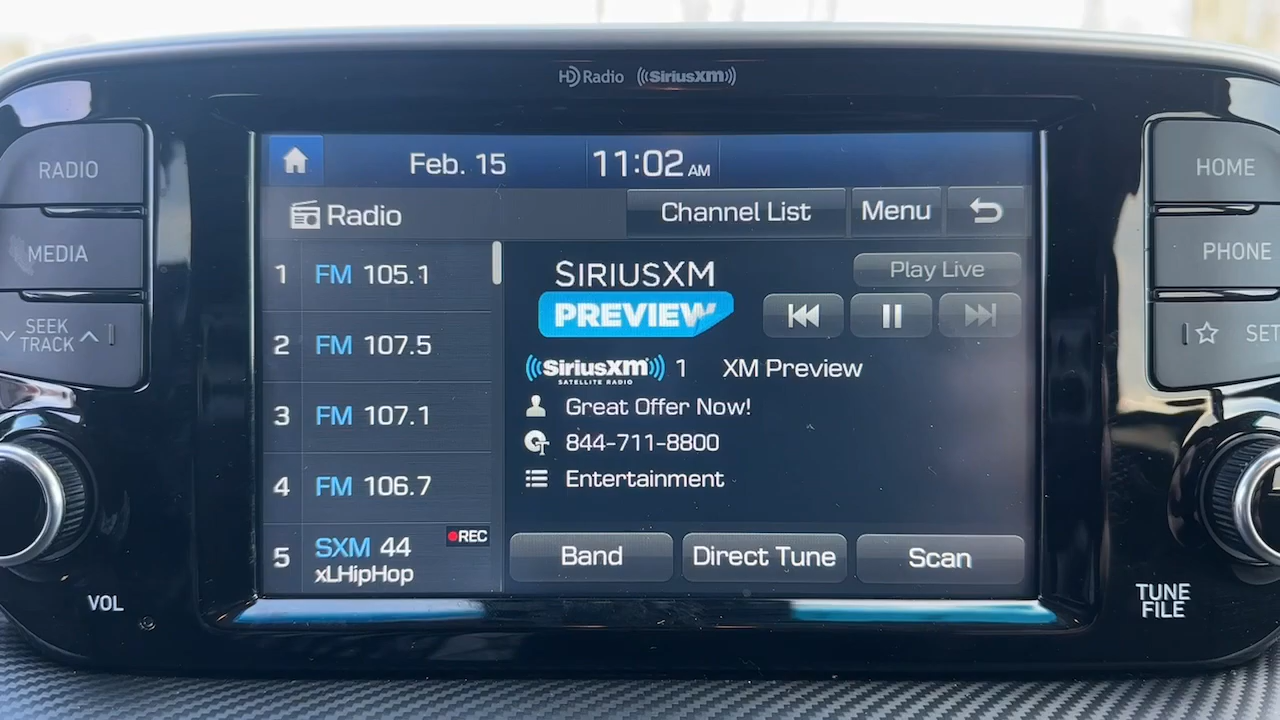 HD Radio ((SiriusXM))
RADIO
MEDIA
SEEK
TRACK
VOL
Feb. 15 11:02 AM
Radio Channel List Menu
1 FM 105.1
2 FM 107.5
3 FM 107.1
4 FM 106.7
5 SXM 44 REC
xLHipHop
SIRIUSXM
PREVIEW
Play Live
((SiriusXM)) 1 XM Preview
SATELLITE RADIO
Great Offer Now!
844-711-8800
Entertainment
Band Direct Tune Scan
HOME
PHONE
TUNE
FILE